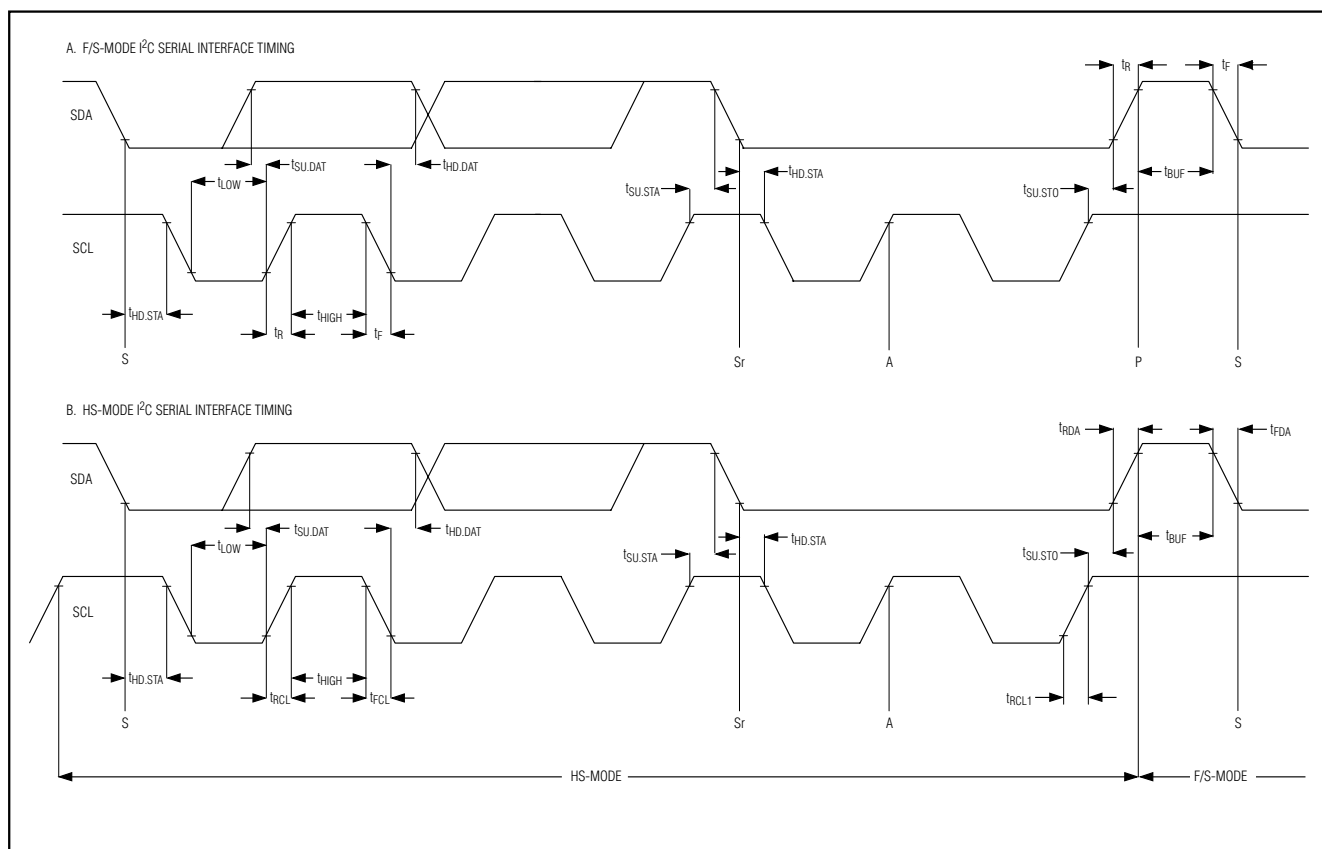 A. F/S-MODE I²C SERIAL INTERFACE TIMING
tR
tF
SDA
tSU.DAT
tHD.DAT
tLOW
tHD.STA
tBUF
tSU.STA
tSU.STO
SCL
tHD.STA
tHIGH
tR
tF
S
Sr
A
P
S
B. HS-MODE I²C SERIAL INTERFACE TIMING
tRDA
tFDA
SDA
tSU.DAT
tHD.DAT
tLOW
tHD.STA
tBUF
tSU.STA
tSU.STO
SCL
tHD.STA
tHIGH
tRCL
tFCL
tRCL1
S
Sr
A
S
HS-MODE
F/S-MODE